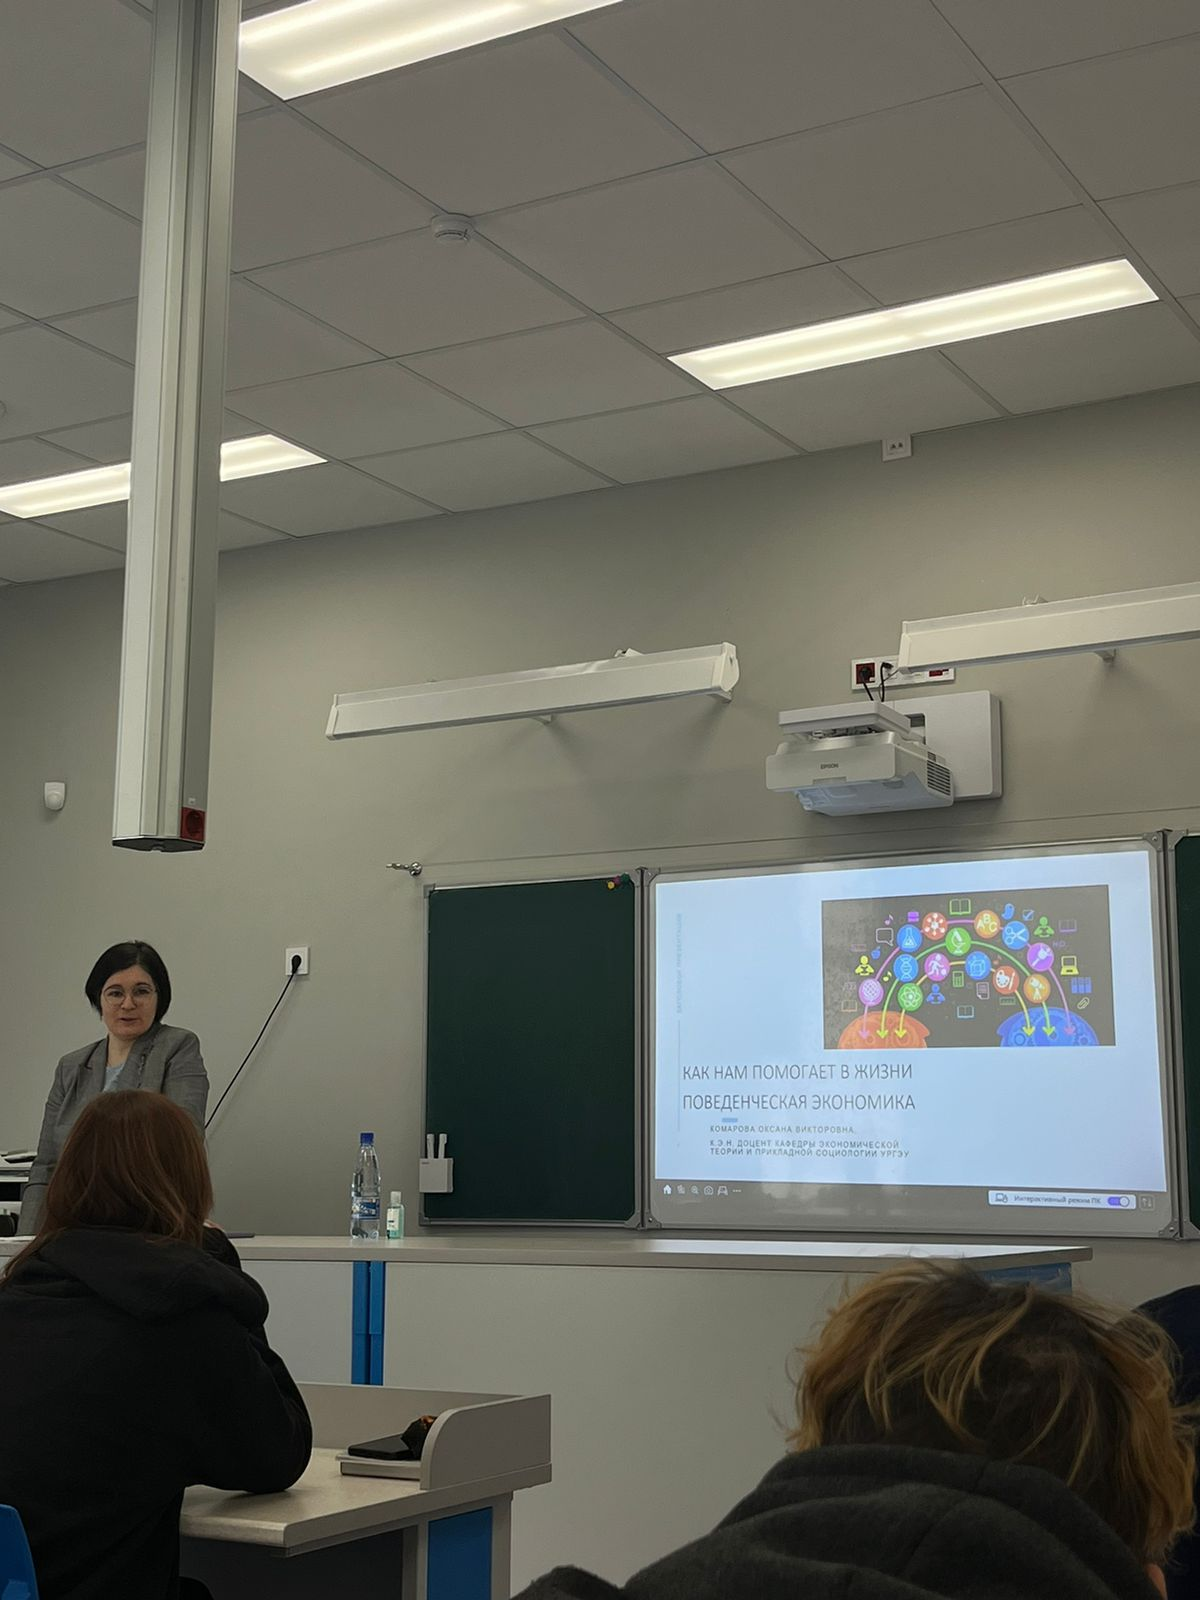 EPSON
ABC
КАК НАМ ПОМОГАЕТ В ЖИЗНИ
ПОВЕДЕНЧЕСКАЯ ЭКОНОМИКА
КОМАРОВА ОКСАНА ВИКТОРОВНА,
К.Э.Н, ДОЦЕНТ КАФЕДРЫ ЭКОНОМИЧЕСКОЙ
ТЕОРИИ И ПРИКЛАДНОЙ СОЦИОЛОГИИ УРГЭУ
Интерактивный режим ПК